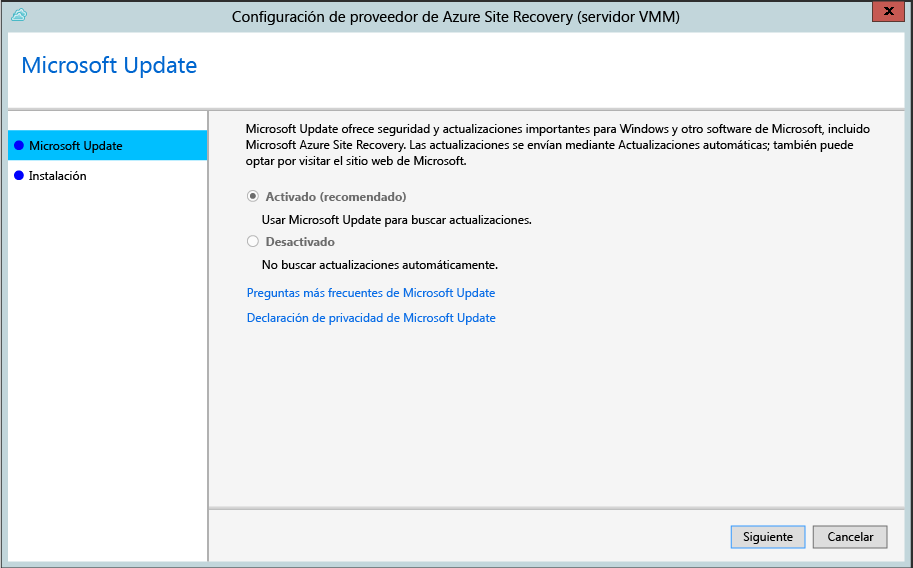 Configuración de proveedor de Azure Site Recovery (servidor VMM)
Microsoft Update
Microsoft Update
Instalación
Microsoft Update ofrece seguridad y actualizaciones importantes para Windows y otro software de Microsoft, incluido
Microsoft Azure Site Recovery. Las actualizaciones se envían mediante Actualizaciones automáticas; también puede
optar por visitar el sitio web de Microsoft.
Activado (recomendado)
Usar Microsoft Update para buscar actualizaciones.
Desactivado
No buscar actualizaciones automáticamente.
Preguntas más frecuentes de Microsoft Update
Declaración de privacidad de Microsoft Update
Siguiente
Cancelar